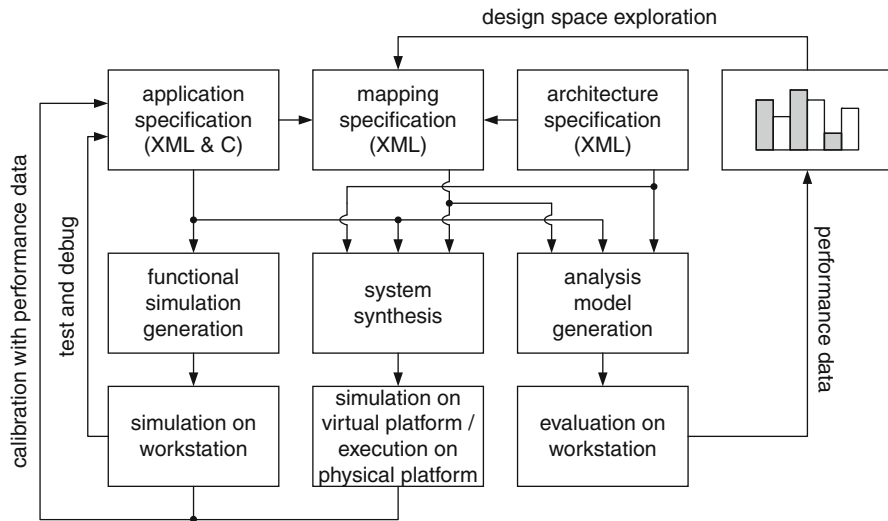 design space exploration
application
specification
(XML & C)
mapping
specification
(XML)
architecture
specification
(XML)
calibration with performance data
test and debug
functional
simulation
generation
system
synthesis
analysis
model
generation
performance data
simulation on
workstation
simulation on
virtual platform /
execution on
physical platform
evaluation on
workstation